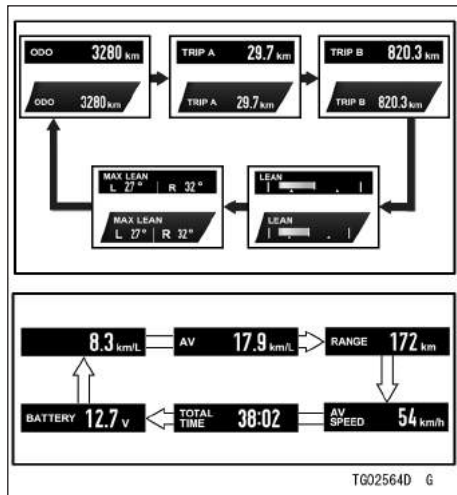 ODO 3280 km
ODO 3280 km
TRIP A 29.7 km
TRIP A 29.7 km
TRIP B 820.3 km
TRIP B 820.3 km
MAX LEAN
L 27° R 32°
MAX LEAN
L 27° R 32°
LEAN
LEAN
8.3 km/L
AV 17.9 km/L
RANGE 172 km
BATTERY 12.7 V
TOTAL
TIME 38:02
AV
SPEED 54 km/h
TG02564D G